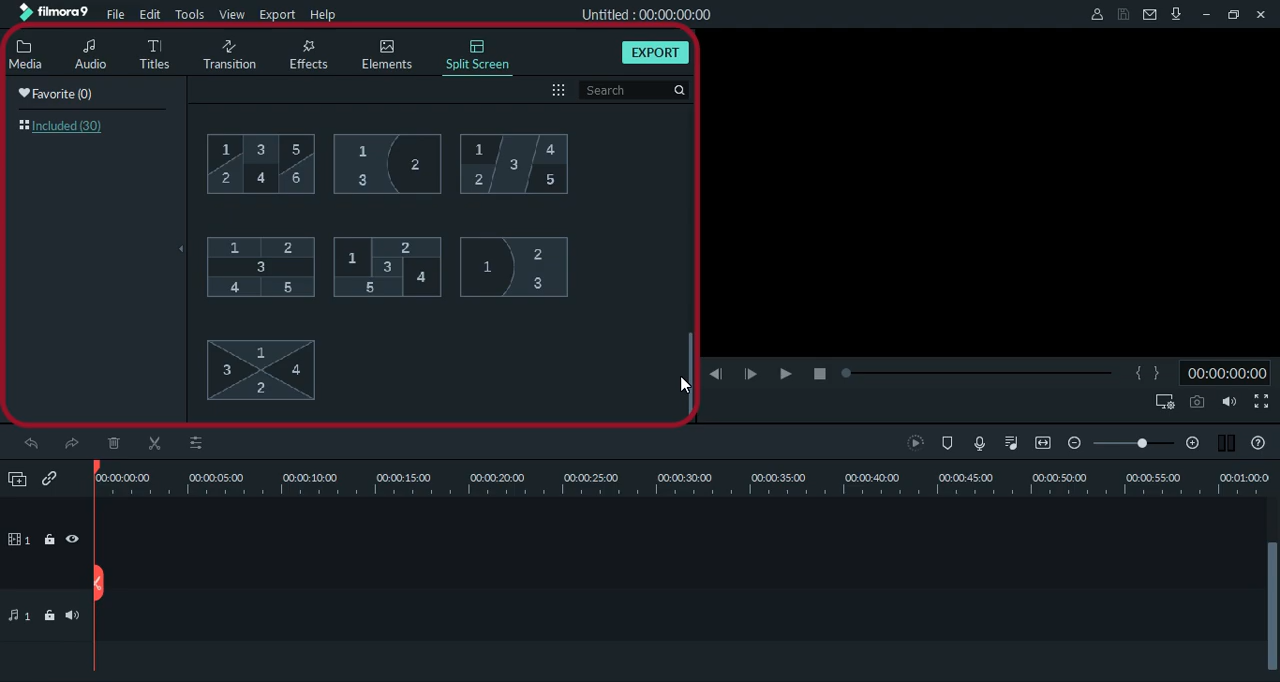 filmora9 File Edit Tools View Export Help Untitled : 00:00:00:00
Media Audio Titles Transition Effects Elements Split Screen EXPORT
Favorite (0) Search
Included (30)
1 3 5 1 2 1 3 4
2 4 6 3 2 5
1 2 1 2 1 2
3 3 4 3
4 5 5
1
3 4
2
{ } 00:00:00:00
00:00:00:00 00:00:05:00 00:00:10:00 00:00:15:00 00:00:20:00 00:00:25:00 00:00:30:00 00:00:35:00 00:00:40:00 00:00:45:00 00:00:50:00 00:00:55:00 00:01:00:0
1
1